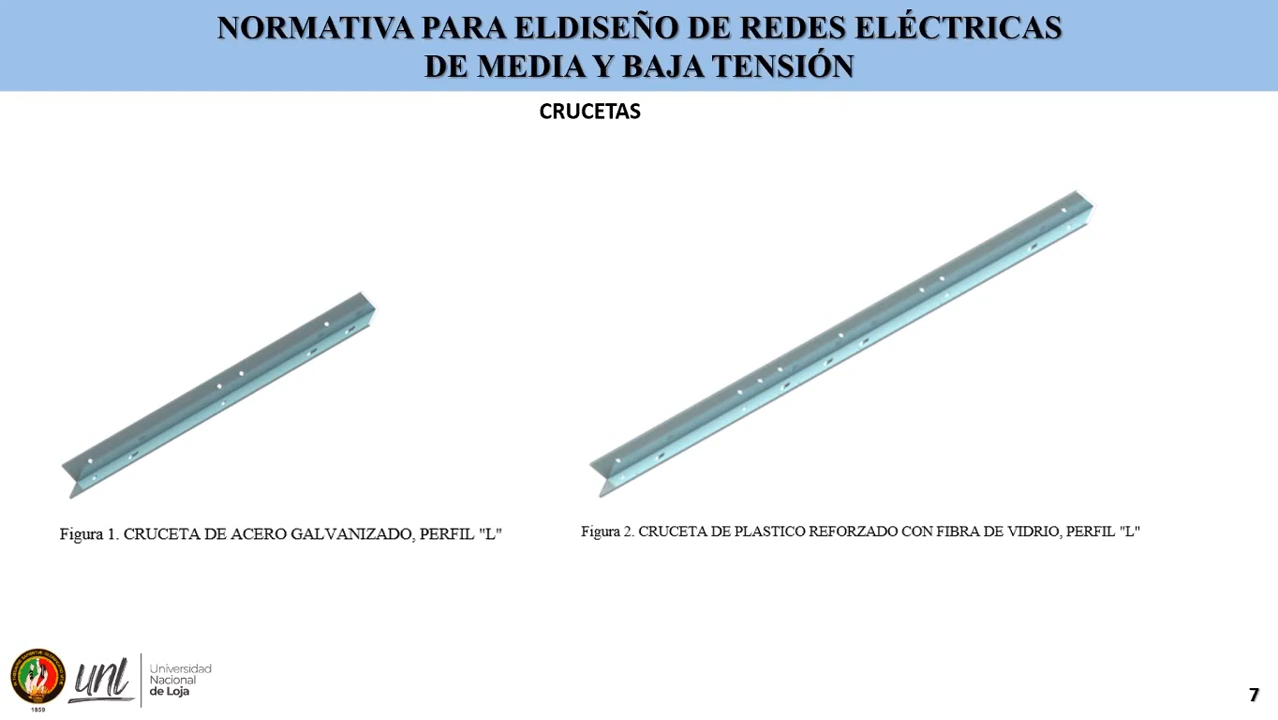 NORMATIVA PARA ELDISEÑO DE REDES ELÉCTRICAS
DE MEDIA Y BAJA TENSIÓN
CRUCETAS
Figura 1. CRUCETA DE ACERO GALVANIZADO, PERFIL "L"
Figura 2. CRUCETA DE PLASTICO REFORZADO CON FIBRA DE VIDRIO, PERFIL "L"
1859
unl
Universidad
Nacional
de Loja
7